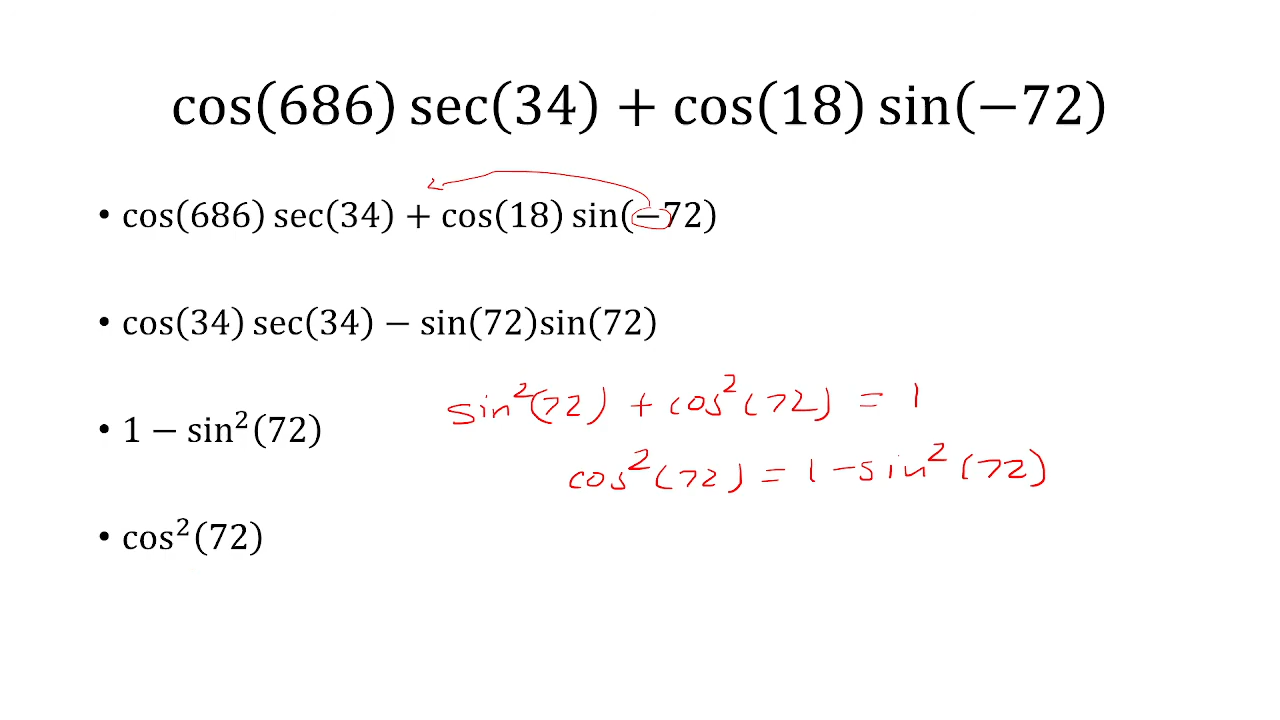 cos(686) sec(34) + cos(18) sin(−72)
• cos(686) sec(34) + cos(18) sin(−72)
• cos(34) sec(34) − sin(72)sin(72)
sin²(72) + cos²(72) = 1
• 1 − sin²(72)
cos²(72) = 1 − sin²(72)
• cos²(72)